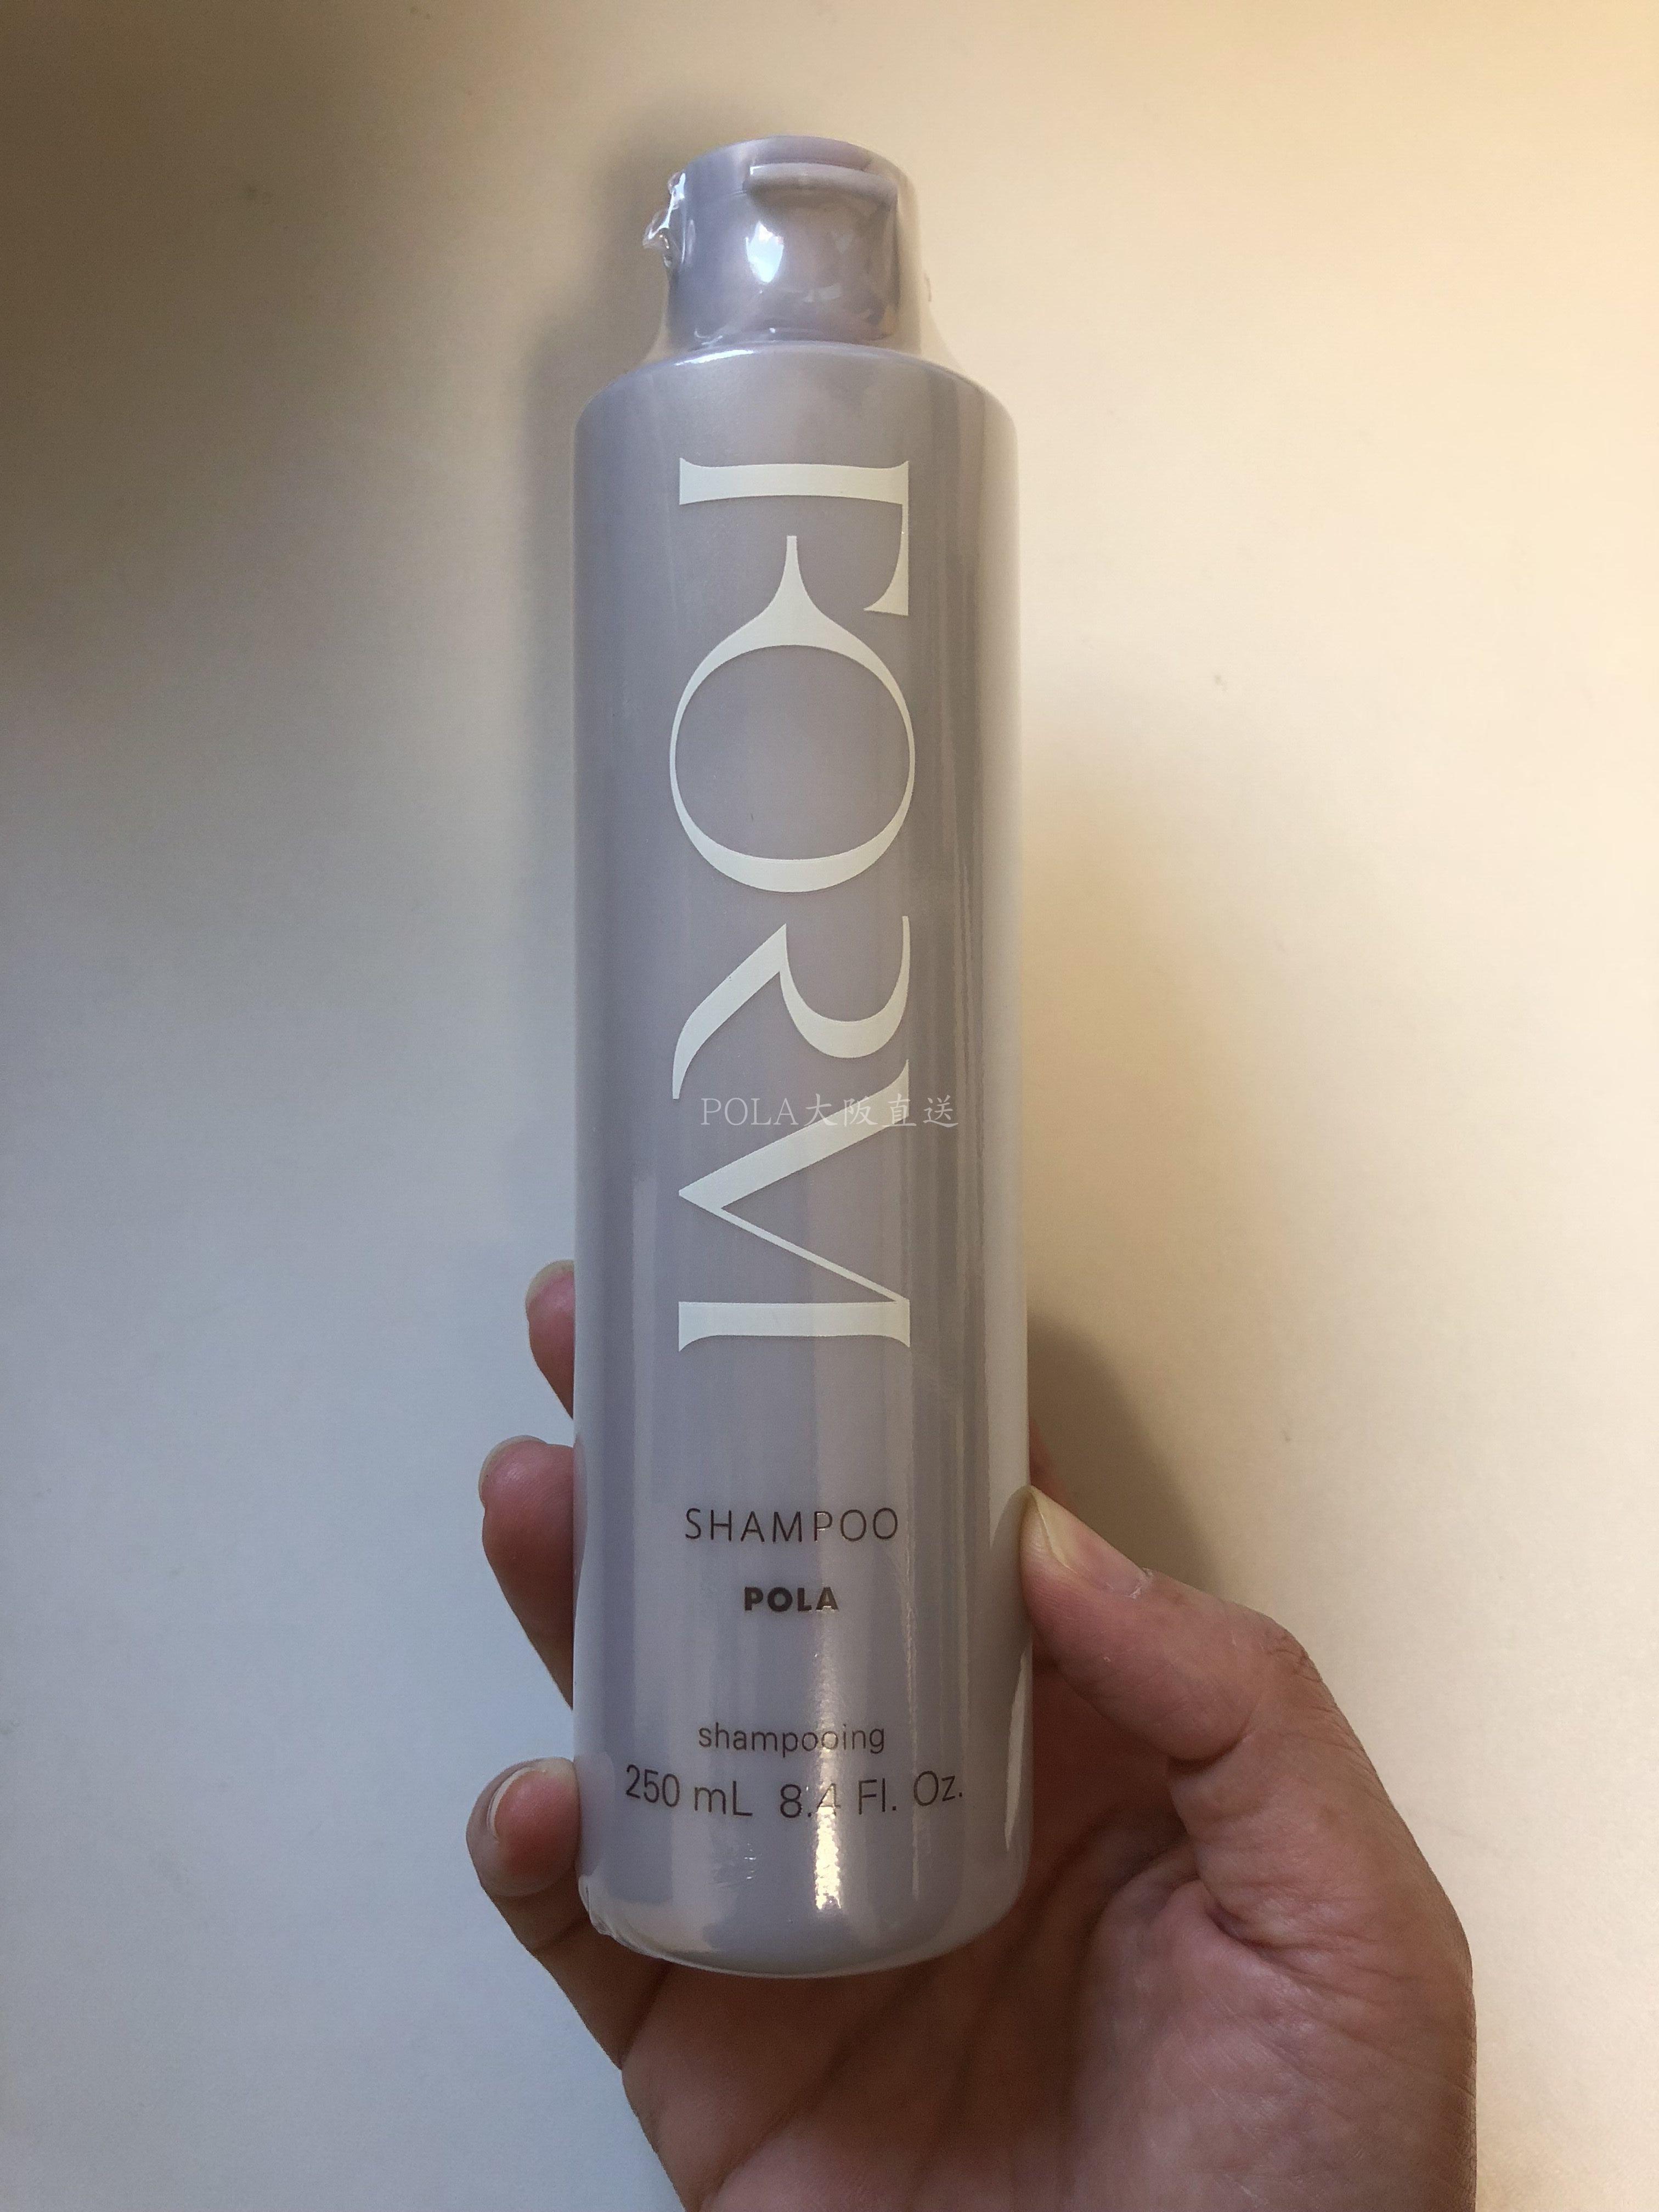 FORM
POLA大阪直送
SHAMPOO
POLA
shampooing
250 mL 8.4 Fl. Oz.